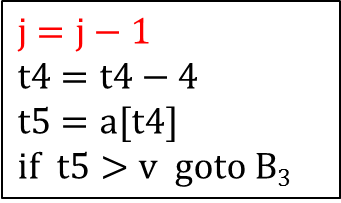 j = j − 1
t4 = t4 − 4
t5 = a[t4]
if t5 > v goto B₃